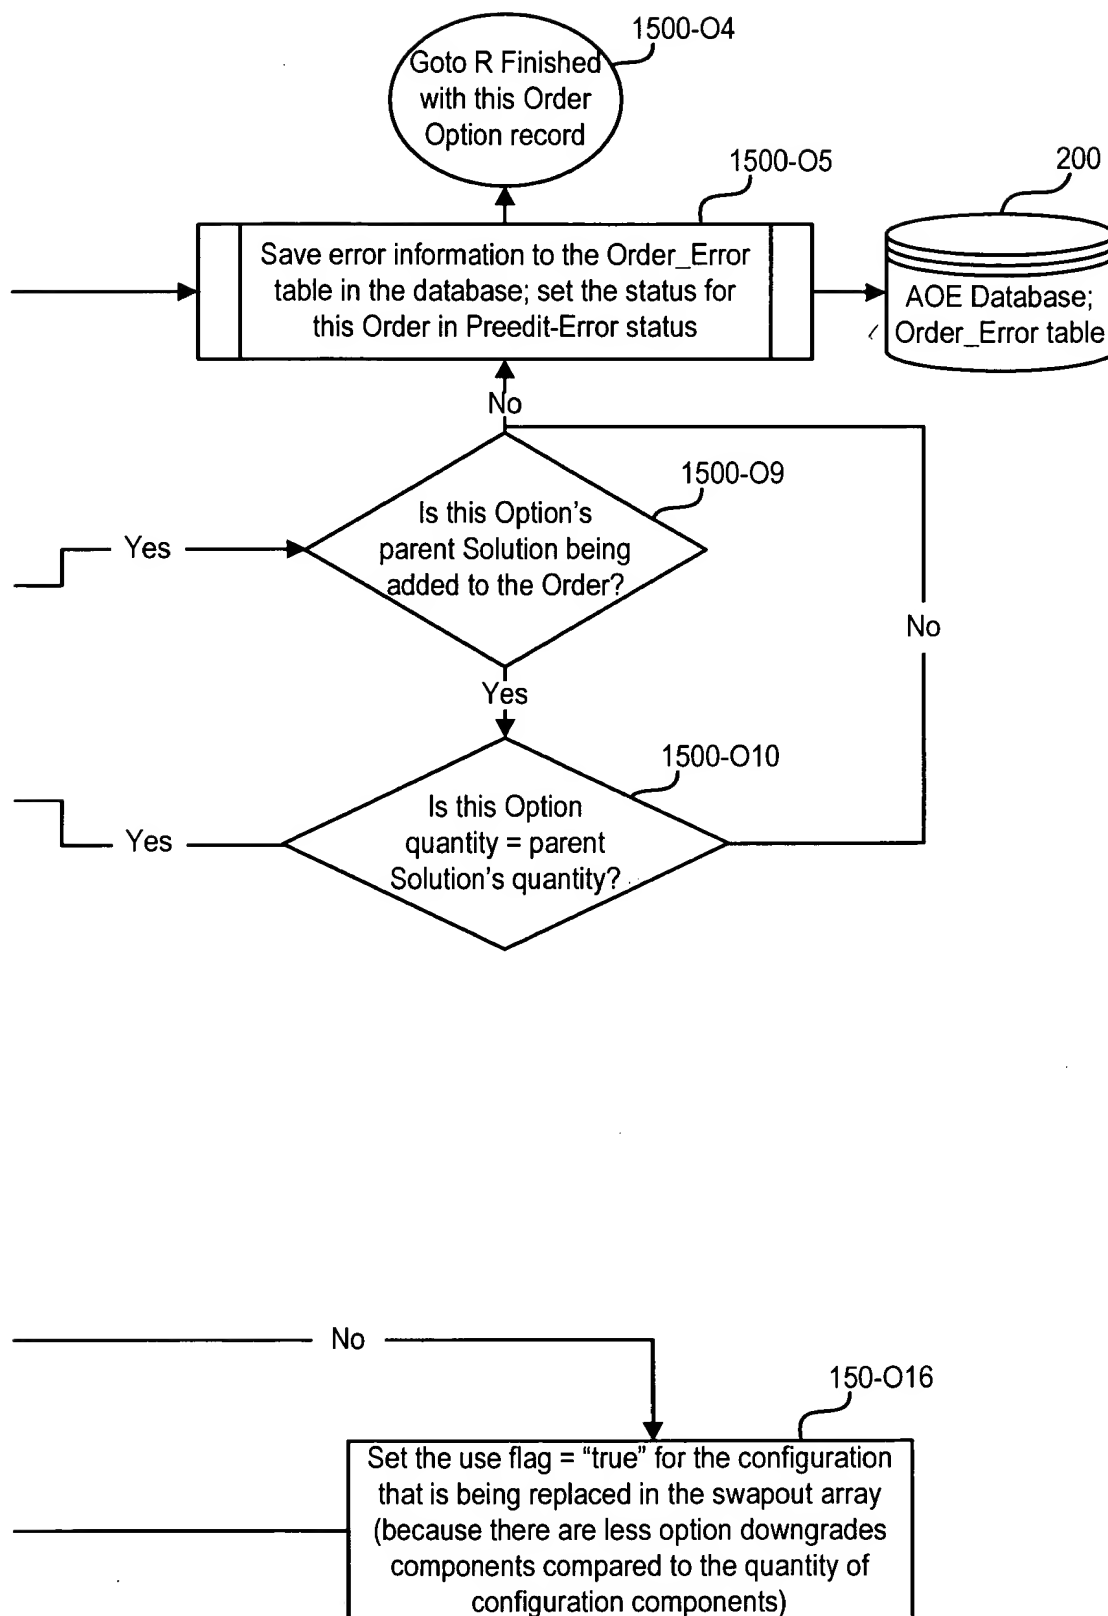 1500-O4
Goto R Finished
with this Order
Option record
1500-O5
200
Save error information to the Order_Error
table in the database; set the status for
this Order in Preedit-Error status
AOE Database;
Order_Error table
No
1500-O9
Is this Option's
parent Solution being
added to the Order?
Yes
No
Yes
1500-O10
Is this Option
quantity = parent
Solution's quantity?
Yes
No
150-O16
Set the use flag = “true” for the configuration
that is being replaced in the swapout array
(because there are less option downgrades
components compared to the quantity of
configuration components)